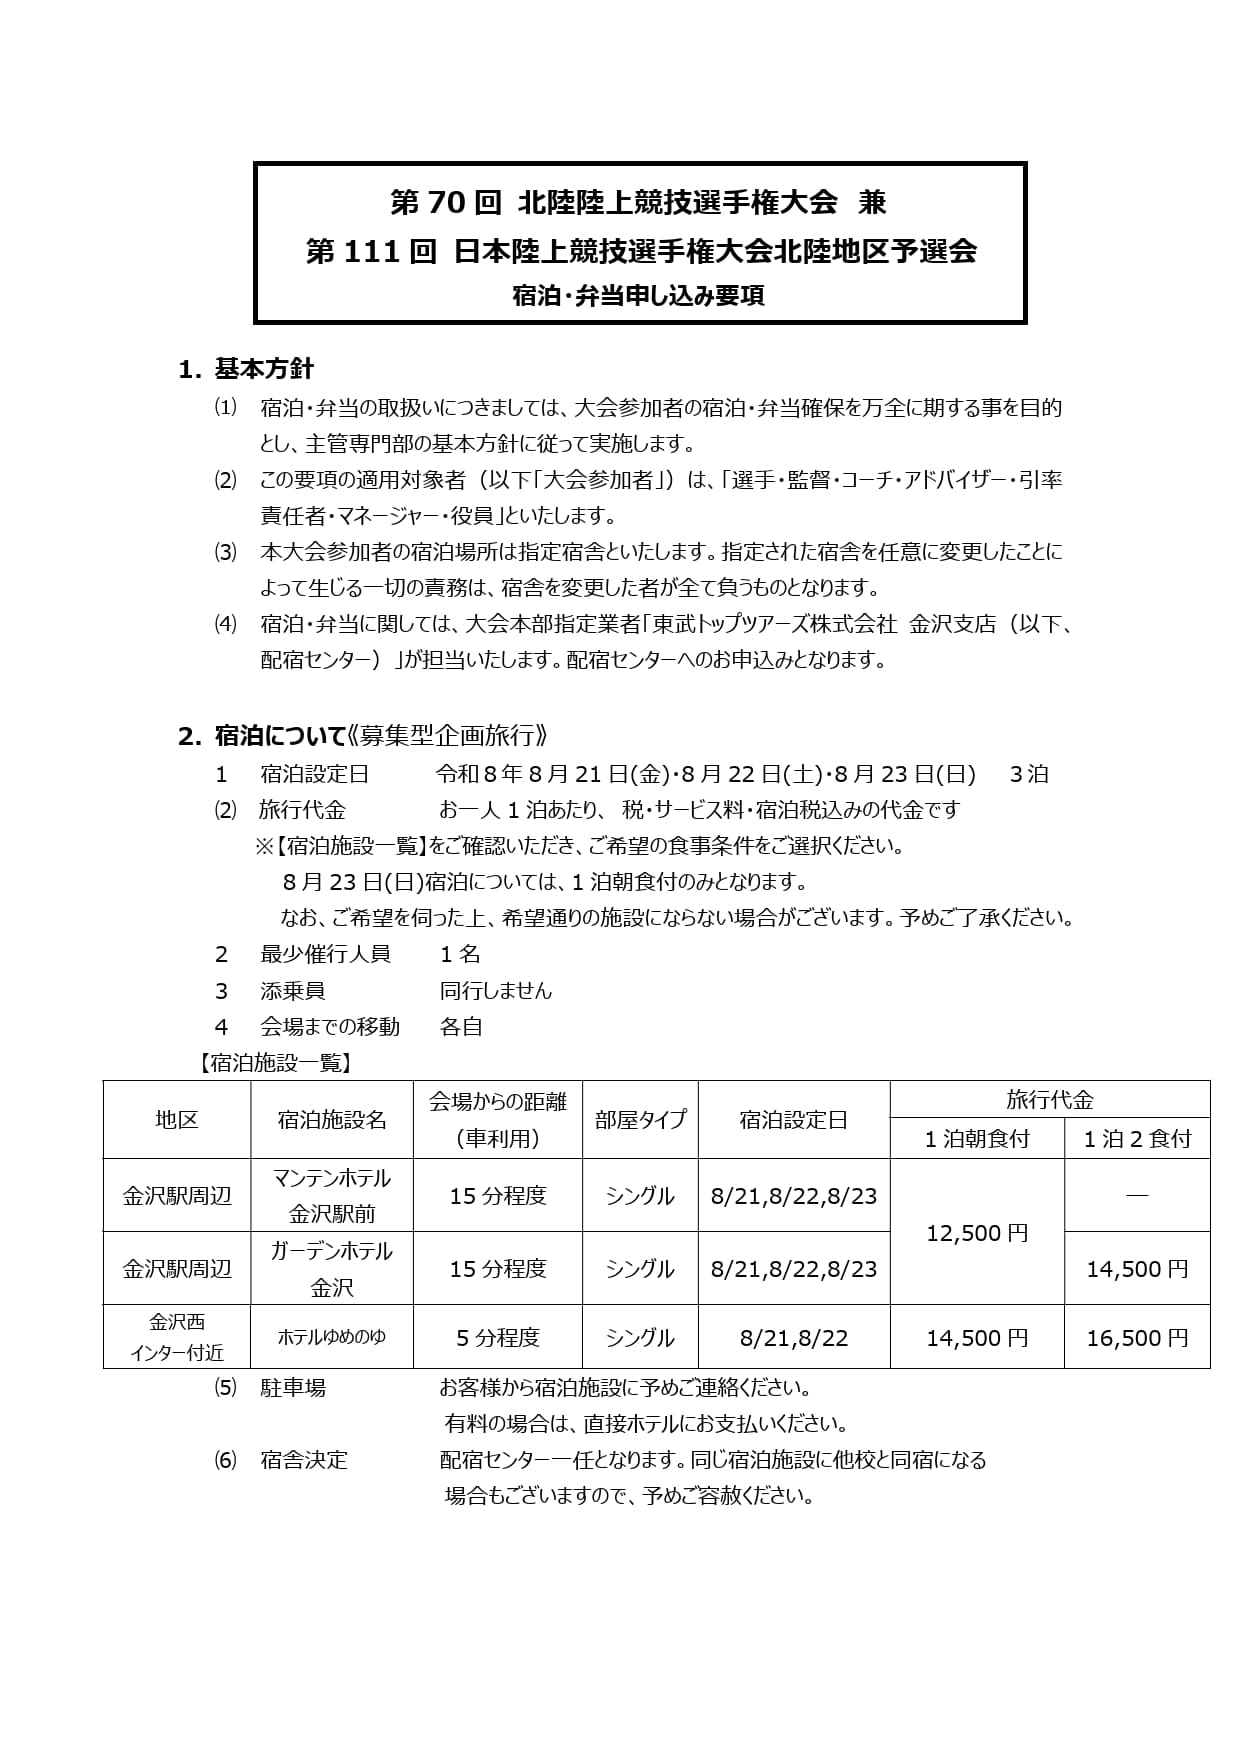 第 70 回 北陸陸上競技選手権大会 兼
第 111 回 日本陸上競技選手権大会北陸地区予選会
宿泊・弁当申し込み要項
1. 基本方針
⑴ 宿泊・弁当の取扱いにつきましては、大会参加者の宿泊・弁当確保を万全に期する事を目的
とし、主管専門部の基本方針に従って実施します。
⑵ この要項の適用対象者（以下「大会参加者」）は、「選手・監督・コーチ・アドバイザー・引率
責任者・マネージャー・役員」といたします。
⑶ 本大会参加者の宿泊場所は指定宿舎といたします。指定された宿舎を任意に変更したことに
よって生じる一切の責務は、宿舎を変更した者が全て負うものとなります。
⑷ 宿泊・弁当に関しては、大会本部指定業者「東武トップツアーズ株式会社 金沢支店（以下、
配宿センター）」が担当いたします。配宿センターへのお申込みとなります。
2. 宿泊について《募集型企画旅行》
1 宿泊設定日 令和８年 8 月 21 日(金)・8 月 22 日(土)・8 月 23 日(日) ３泊
⑵ 旅行代金 お一人 1 泊あたり、 税・サービス料・宿泊税込みの代金です
※【宿泊施設一覧】をご確認いただき、ご希望の食事条件をご選択ください。
8 月 23 日(日)宿泊については、1 泊朝食付のみとなります。
なお、ご希望を伺った上、希望通りの施設にならない場合がございます。予めご了承ください。
2 最少催行人員 1 名
3 添乗員 同行しません
4 会場までの移動 各自
【宿泊施設一覧】
地区 宿泊施設名 会場からの距離（車利用） 部屋タイプ 宿泊設定日 旅行代金
1 泊朝食付 1 泊 2 食付
金沢駅周辺 マンテンホテル金沢駅前 15 分程度 シングル 8/21,8/22,8/23 12,500 円 ―
金沢駅周辺 ガーデンホテル金沢 15 分程度 シングル 8/21,8/22,8/23 14,500 円
金沢西インター付近 ホテルゆめのゆ 5 分程度 シングル 8/21,8/22 14,500 円 16,500 円
⑸ 駐車場 お客様から宿泊施設に予めご連絡ください。
有料の場合は、直接ホテルにお支払いください。
⑹ 宿舎決定 配宿センター一任となります。同じ宿泊施設に他校と同宿になる
場合もございますので、予めご容赦ください。